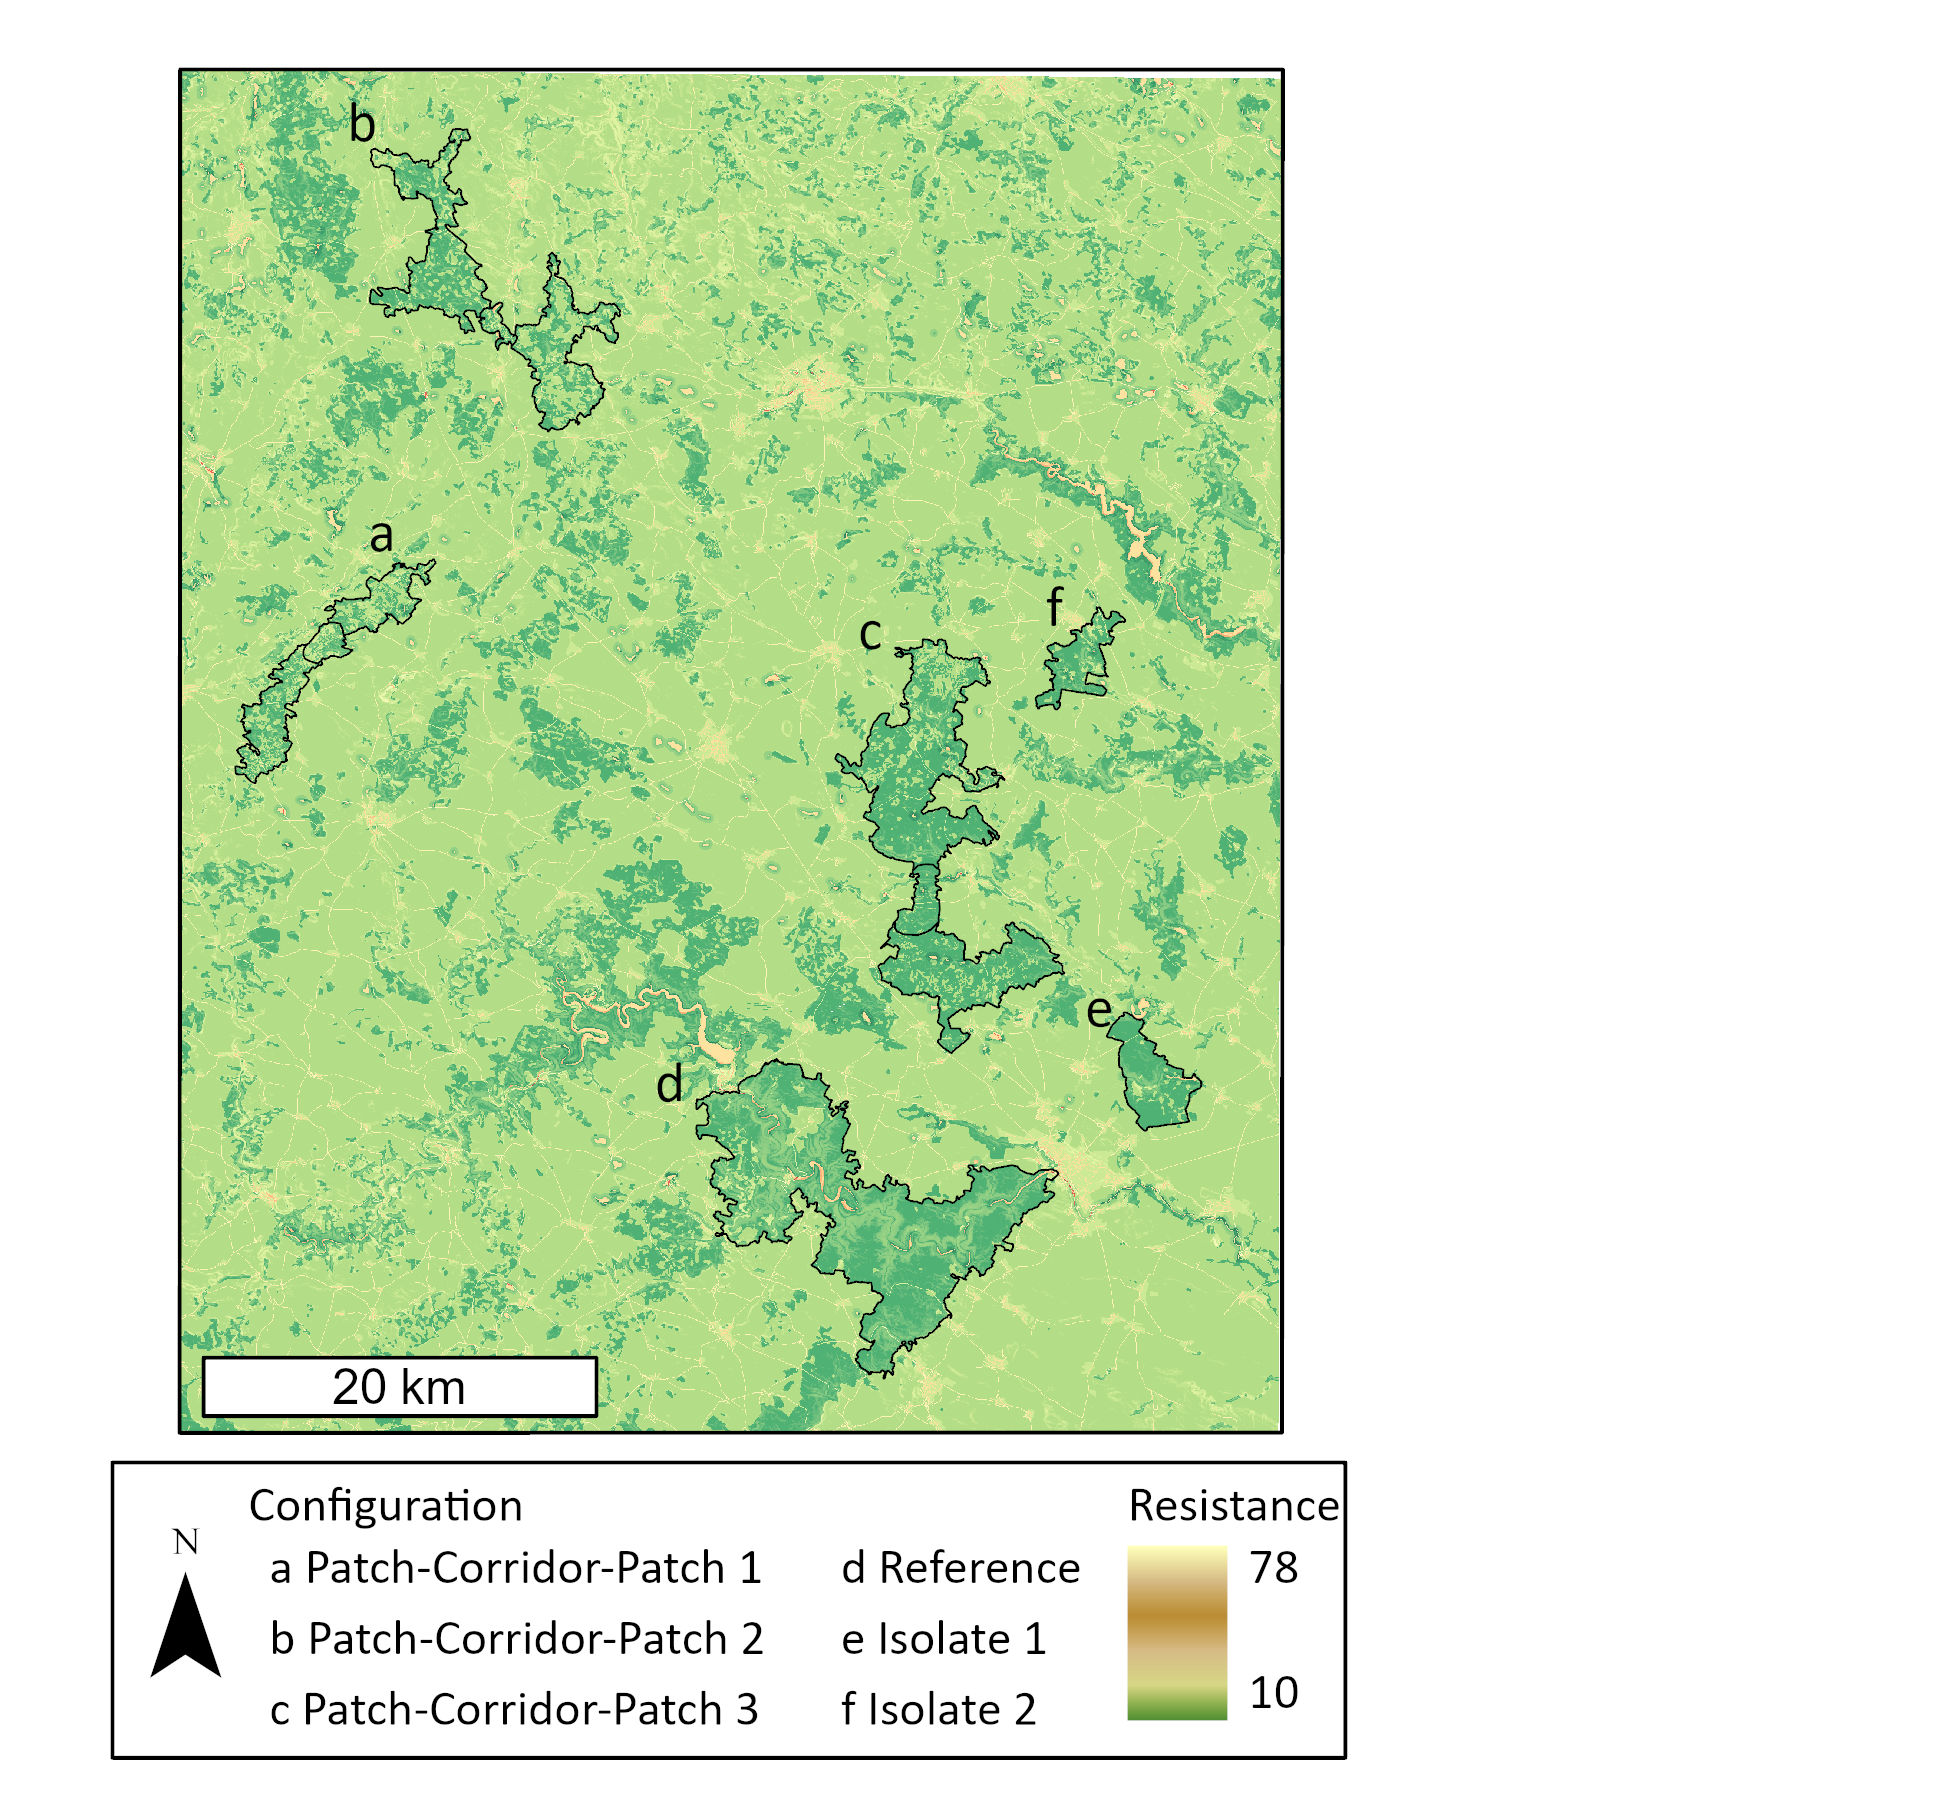 b
a
f
c
e
d
20 km
Configuration
Resistance
N
a Patch-Corridor-Patch 1
d Reference
78
b Patch-Corridor-Patch 2
e Isolate 1
c Patch-Corridor-Patch 3
f Isolate 2
10